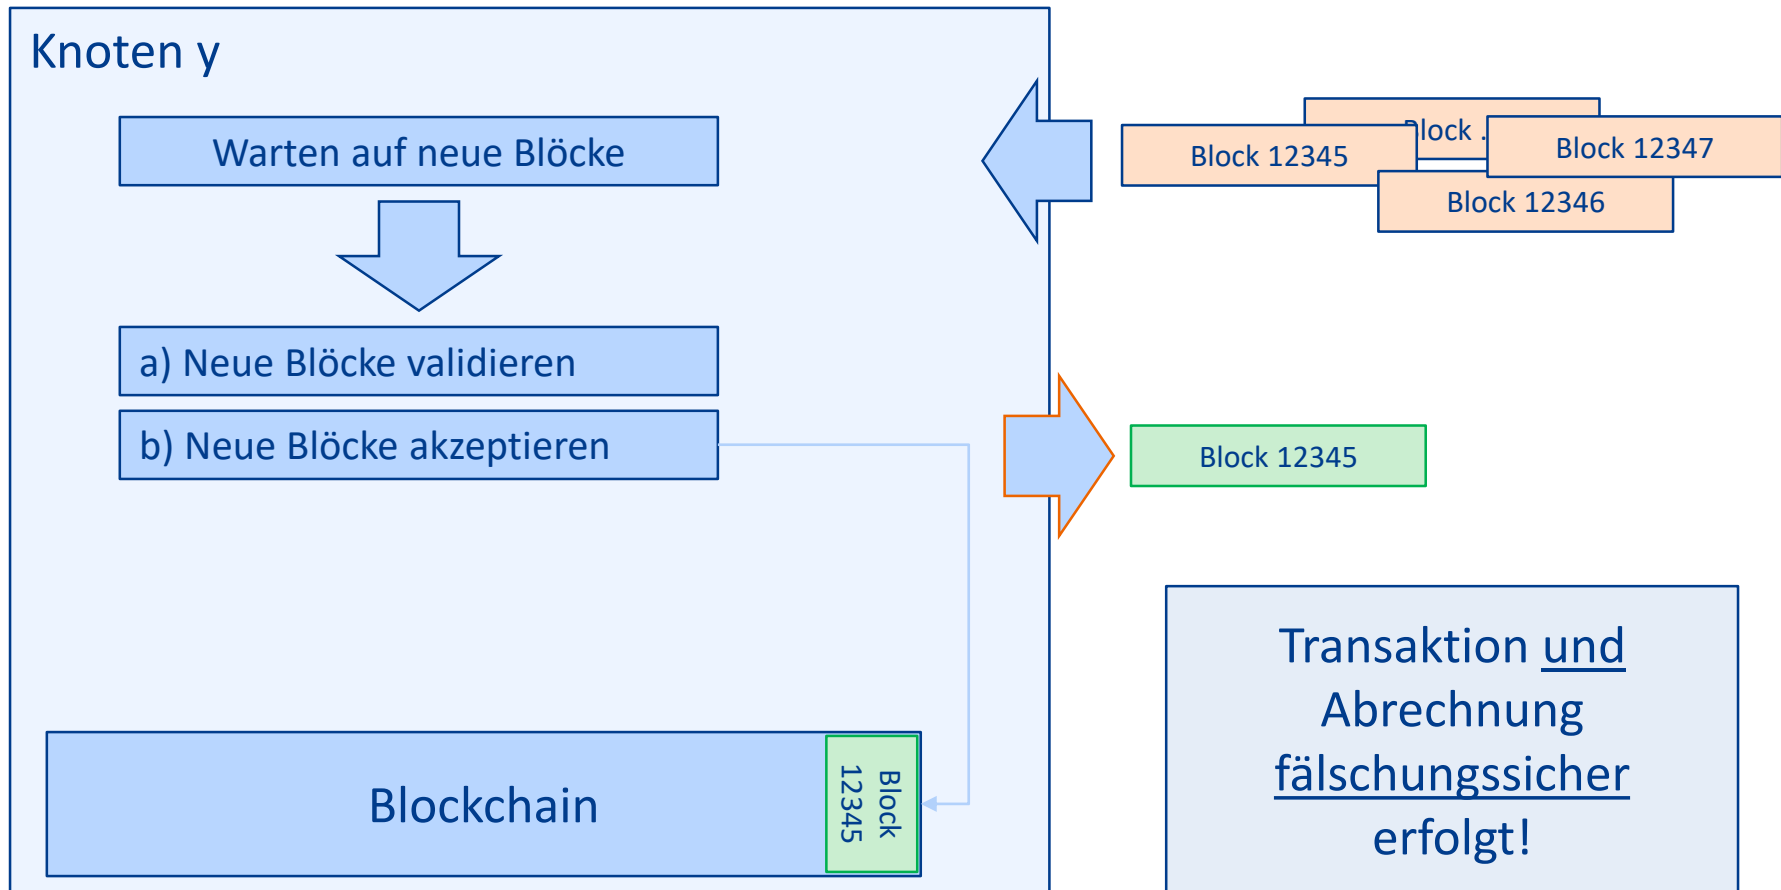 Knoten y
Warten auf neue Blöcke
Block .
Block 12345
Block 12347
Block 12346
a) Neue Blöcke validieren
b) Neue Blöcke akzeptieren
Block 12345
Transaktion und
Abrechnung
fälschungssicher
erfolgt!
Blockchain
Block
12345